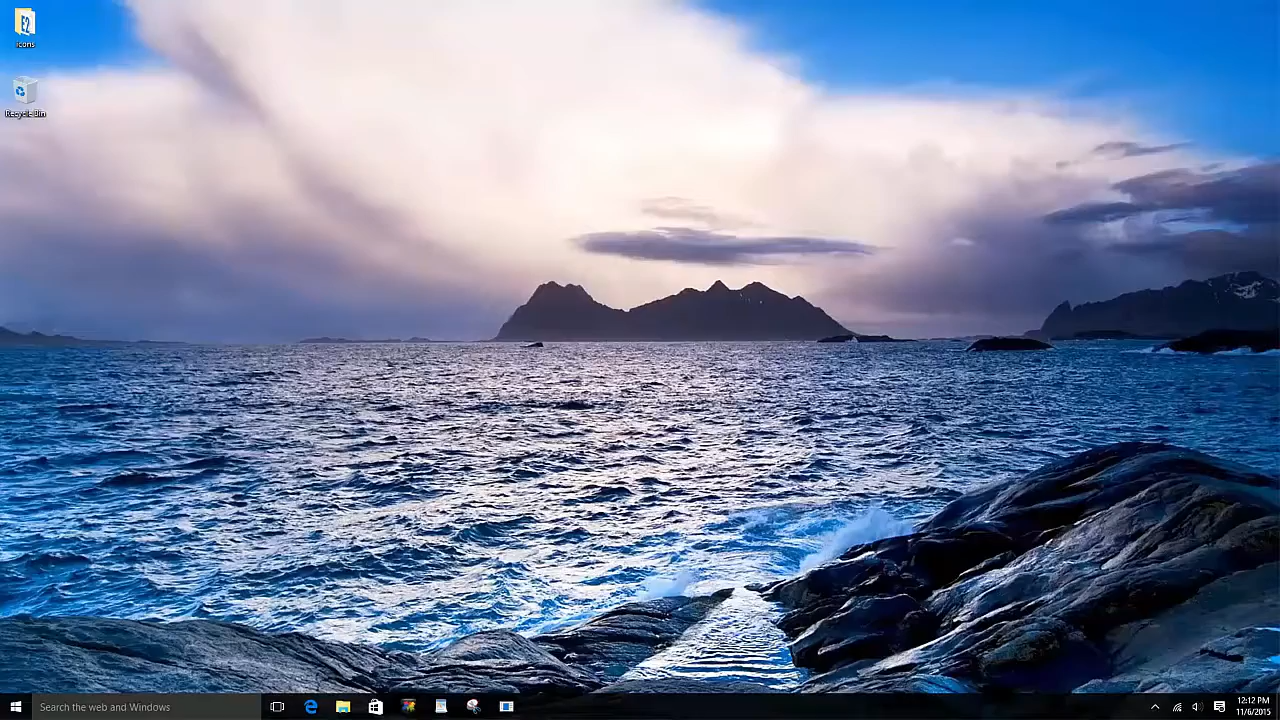 icons
Recycle Bin
Search the web and Windows
12:12 PM
11/6/2015